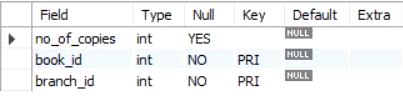 Field Type Null Key Default Extra
no_of_copies int YES NULL
book_id int NO PRI NULL
branch_id int NO PRI NULL